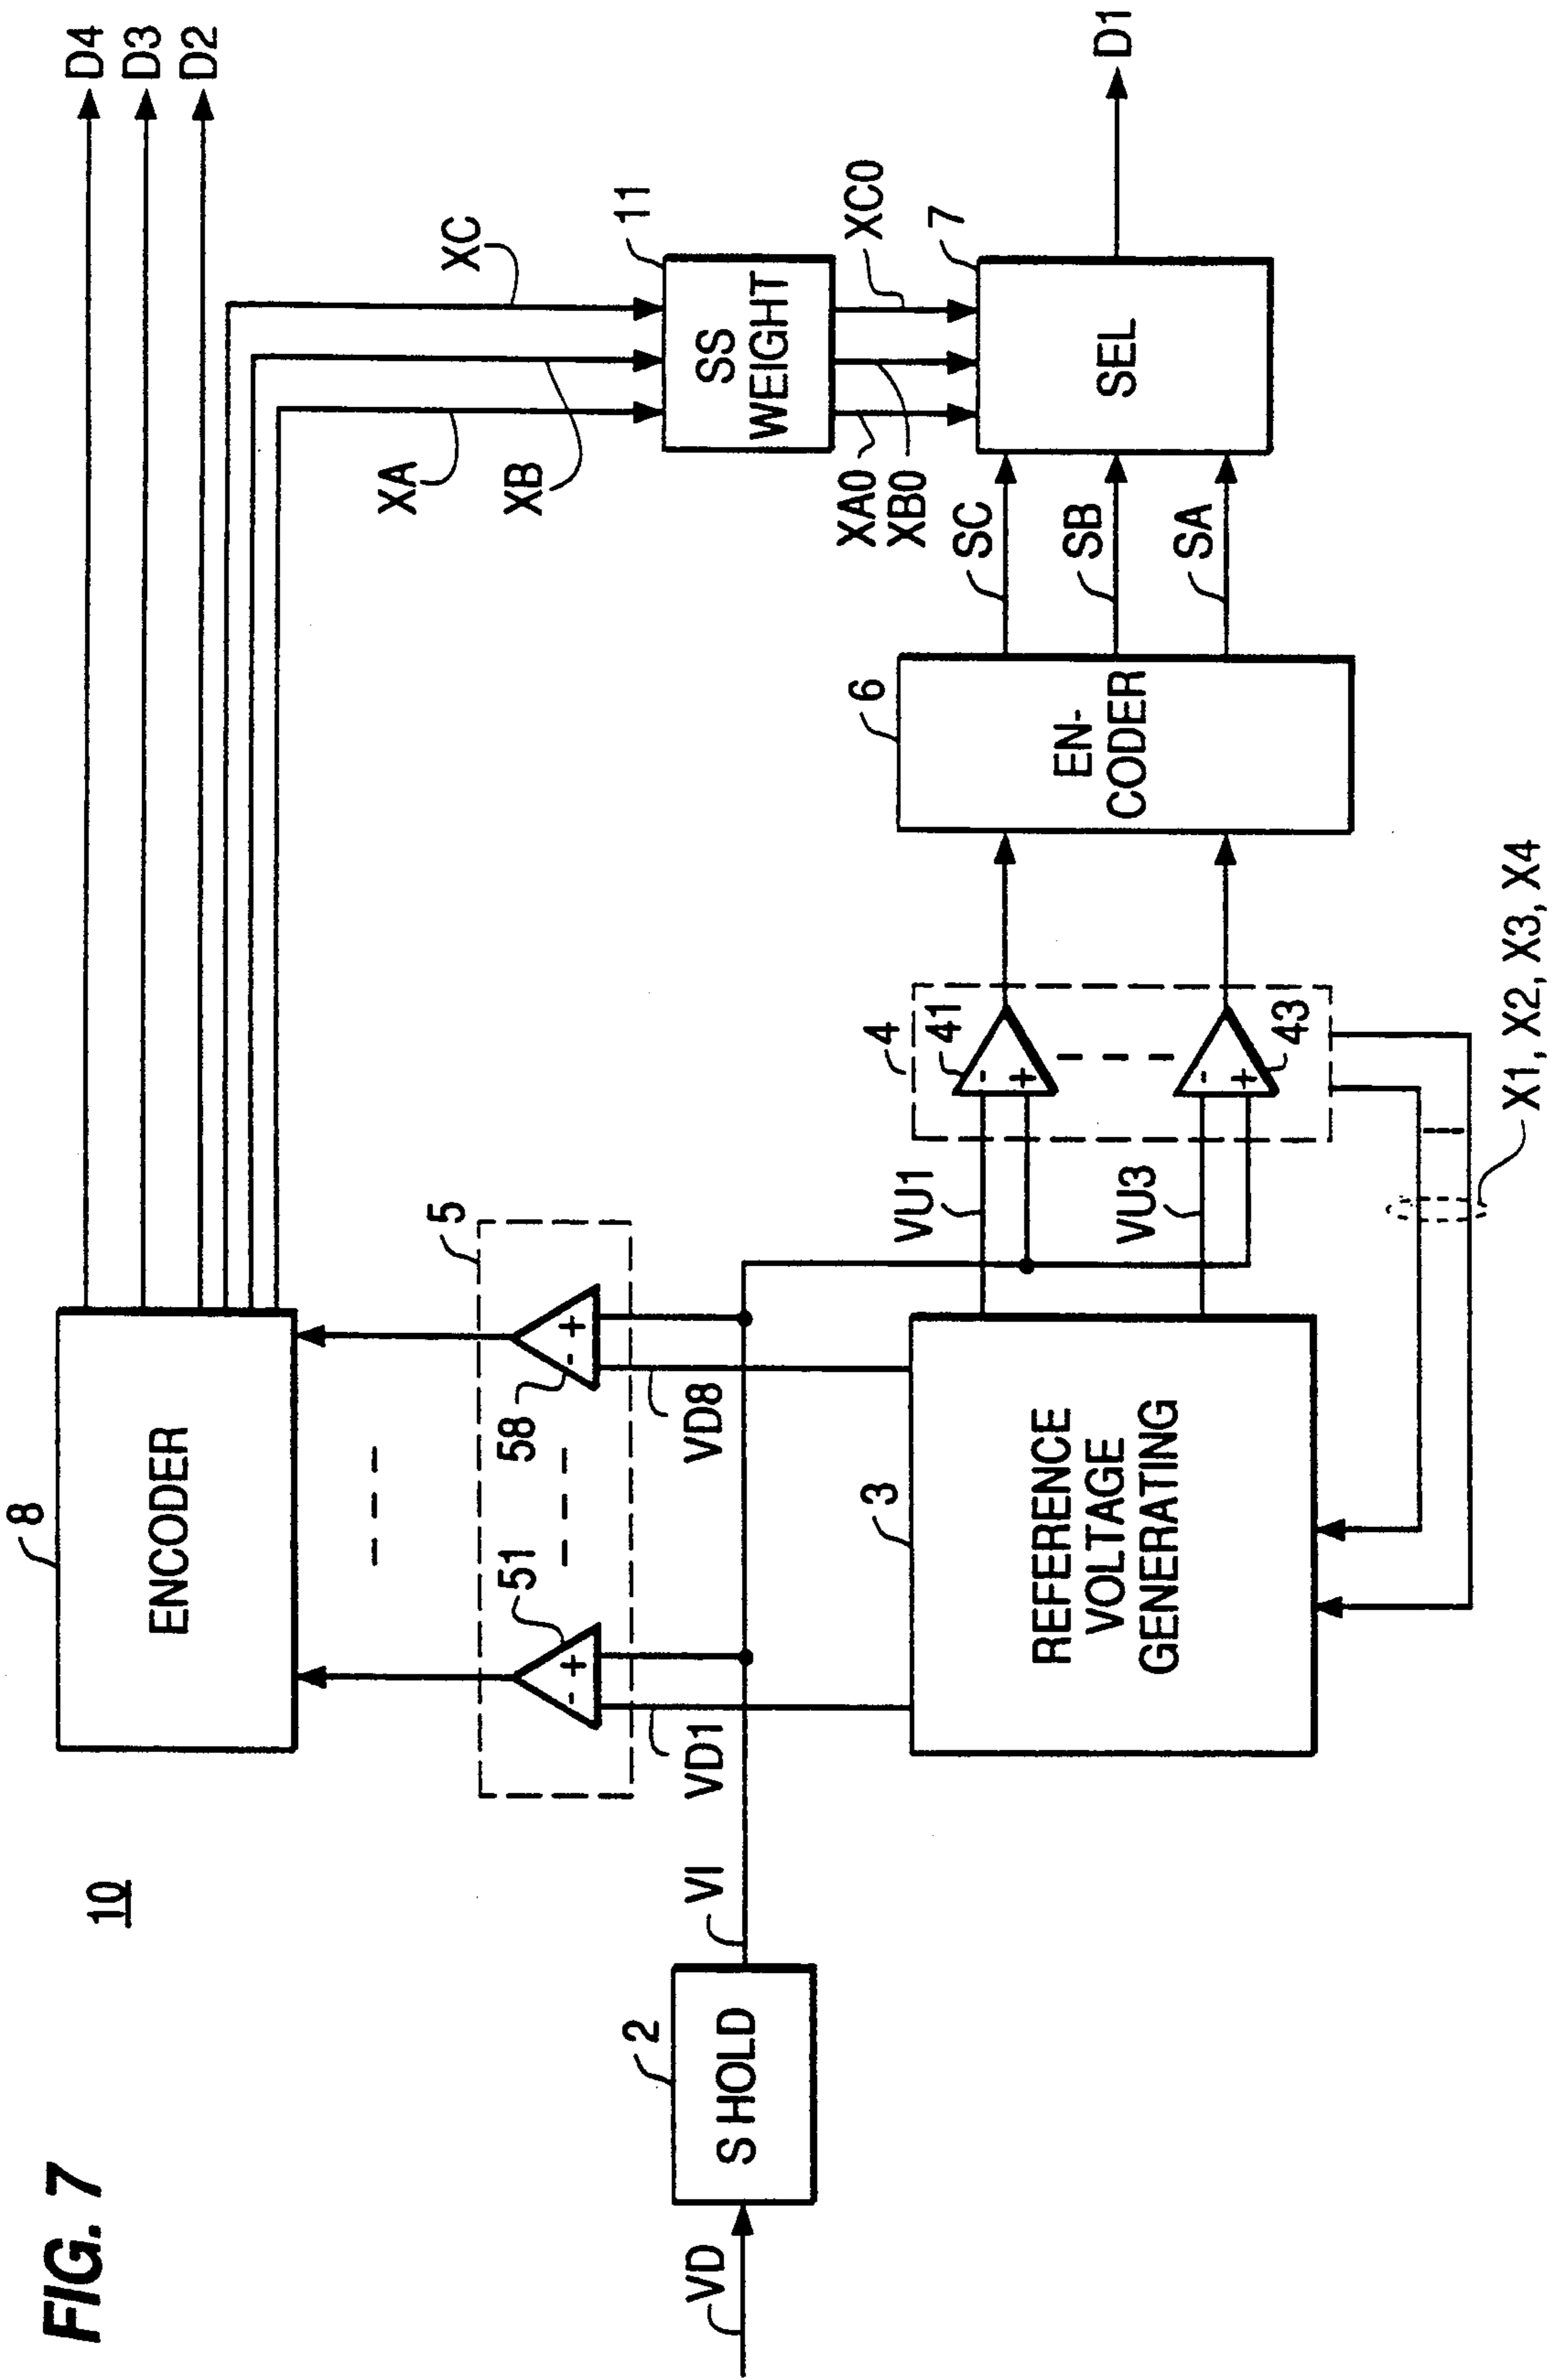 FIG. 7
10
8
ENCODER
D4
D3
D2
5
51
58
- - -
XC
XB
XA
11
SS
WEIGHT
XA0
XB0
XC0
7
SEL
D1
VD
2
S HOLD
VI
VD1
VD8
3
REFERENCE
VOLTAGE
GENERATING
VU1
VU3
4
41
- +
43
- +
6
EN-
CODER
SC
SB
SA
X1, X2, X3, X4